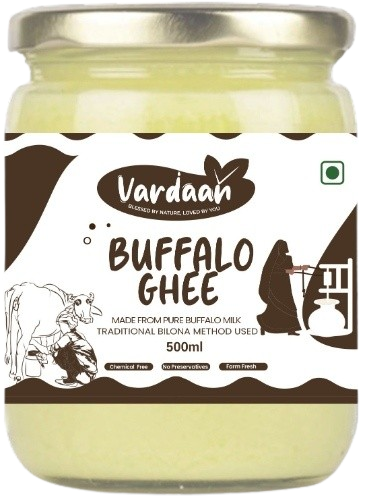 Vardaan
BLESSED BY NATURE, LOVED BY YOU
BUFFALO
GHEE
MADE FROM PURE BUFFALO MILK
TRADITIONAL BILONA METHOD USED
500ml
Chemical Free No Preservatives Farm Fresh